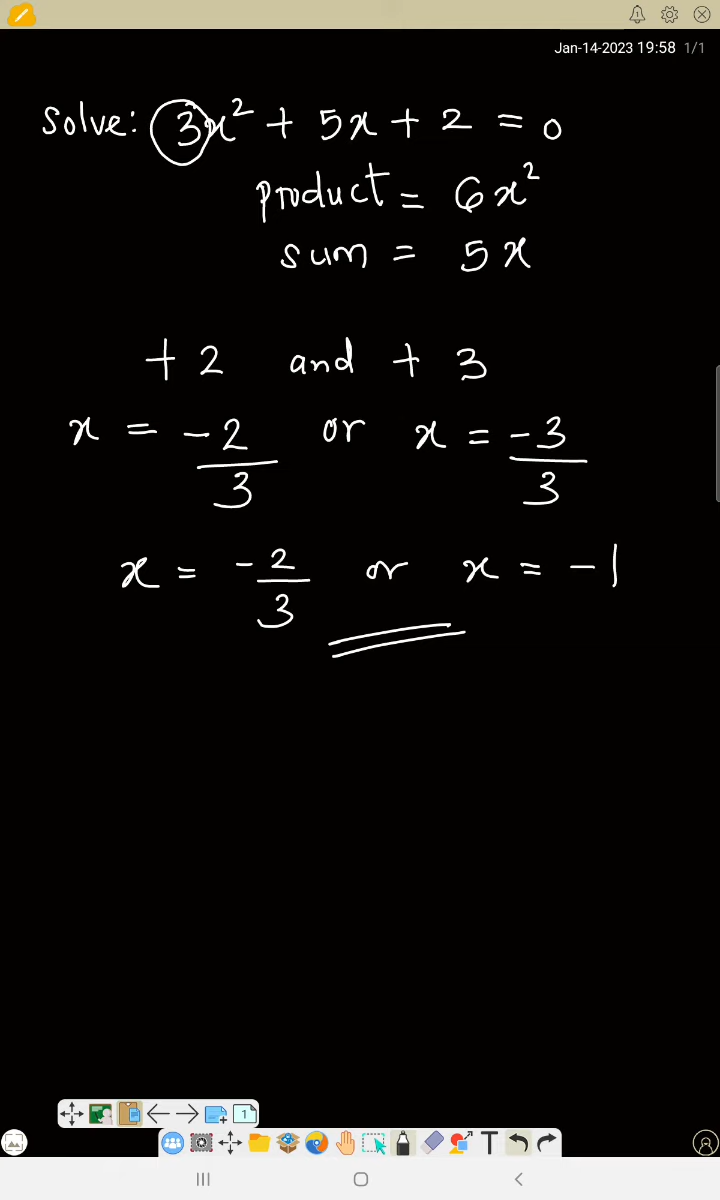 Jan-14-2023 19:58 1/1
Solve: 3x² + 5x + 2 = 0
product = 6x²
sum = 5x
+ 2 and + 3
x = -2/3 or x = -3/3
x = -2/3 or x = -1
1
T